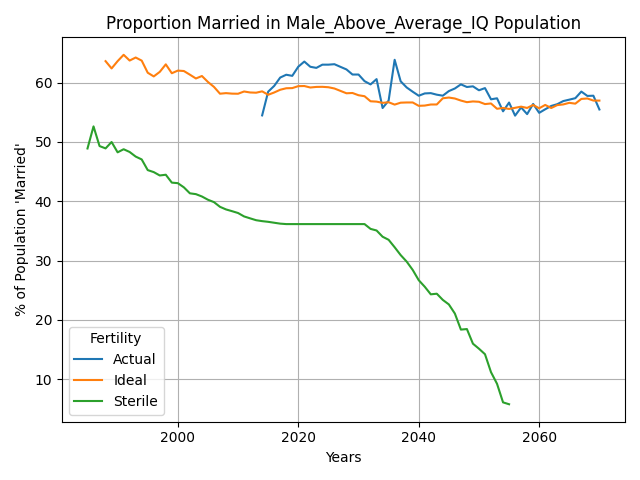 Proportion Married in Male_Above_Average_IQ Population
% of Population 'Married'
60
50
40
30
20
10
Fertility
Actual
Ideal
Sterile
2000 2020 2040 2060
Years